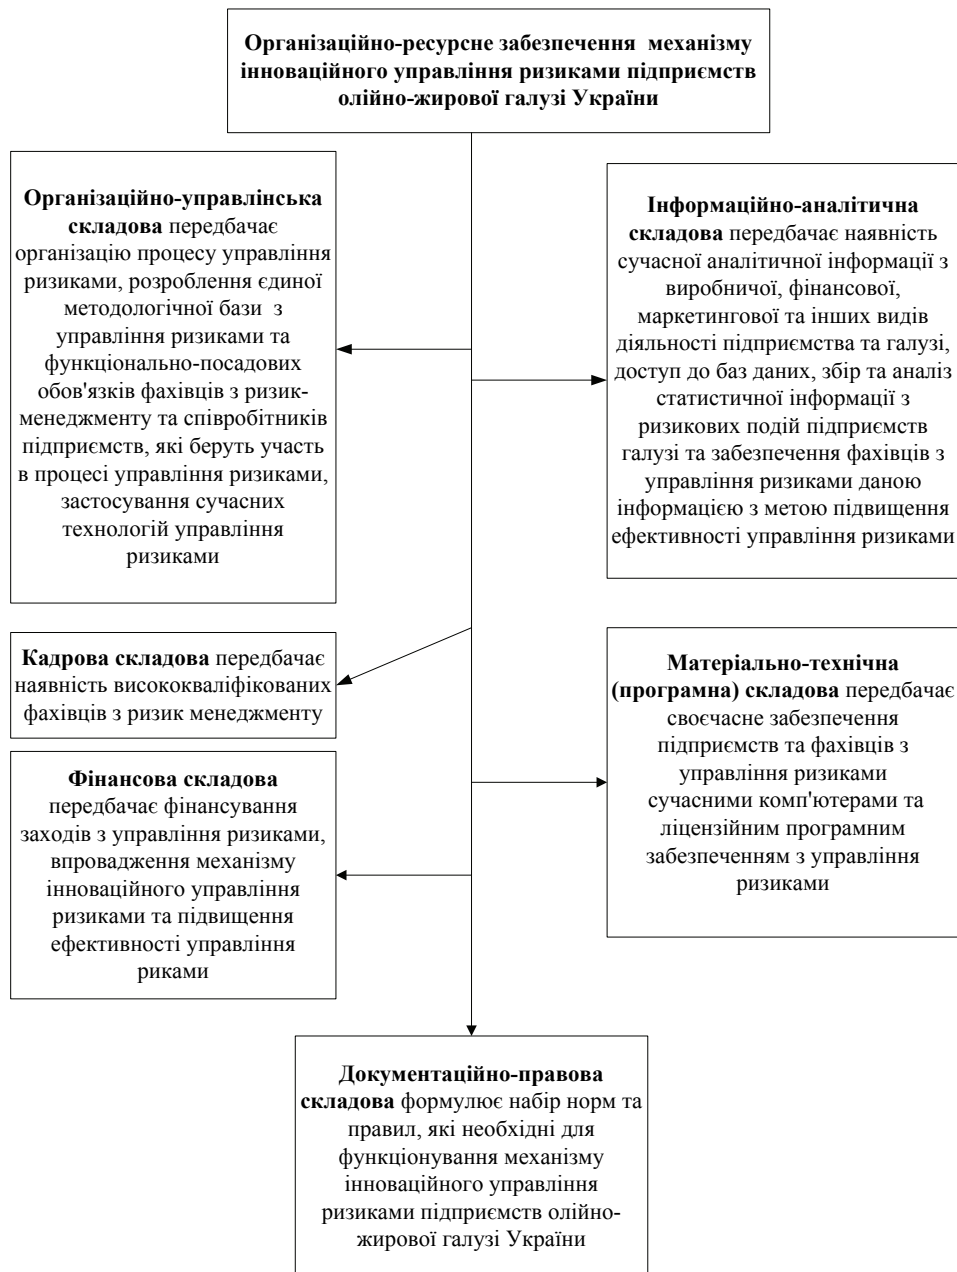 Організаційно-ресурсне забезпечення механізму
інноваційного управління ризиками підприємств
олійно-жирової галузі України
Організаційно-управлінська
складова передбачає
організацію процесу управління
ризиками, розроблення єдиної
методологічної бази з
управління ризиками та
функціонально-посадових
обов'язків фахівців з ризик-
менеджменту та співробітників
підприємств, які беруть участь
в процесі управління ризиками,
застосування сучасних
технологій управління
ризиками
Інформаційно-аналітична
складова передбачає наявність
сучасної аналітичної інформації з
виробничої, фінансової,
маркетингової та інших видів
діяльності підприємства та галузі,
доступ до баз даних, збір та аналіз
статистичної інформації з
ризикових подій підприємств
галузі та забезпечення фахівців з
управління ризиками даною
інформацією з метою підвищення
ефективності управління ризиками
Кадрова складова передбачає
наявність висококваліфікованих
фахівців з ризик менеджменту
Матеріально-технічна
(програмна) складова передбачає
своєчасне забезпечення
підприємств та фахівців з
управління ризиками
сучасними комп'ютерами та
ліцензійним програмним
забезпеченням з управління
ризиками
Фінансова складова
передбачає фінансування
заходів з управління ризиками,
впровадження механізму
інноваційного управління
ризиками та підвищення
ефективності управління
риками
Документаційно-правова
складова формулює набір норм та
правил, які необхідні для
функціонування механізму
інноваційного управління
ризиками підприємств олійно-
жирової галузі України